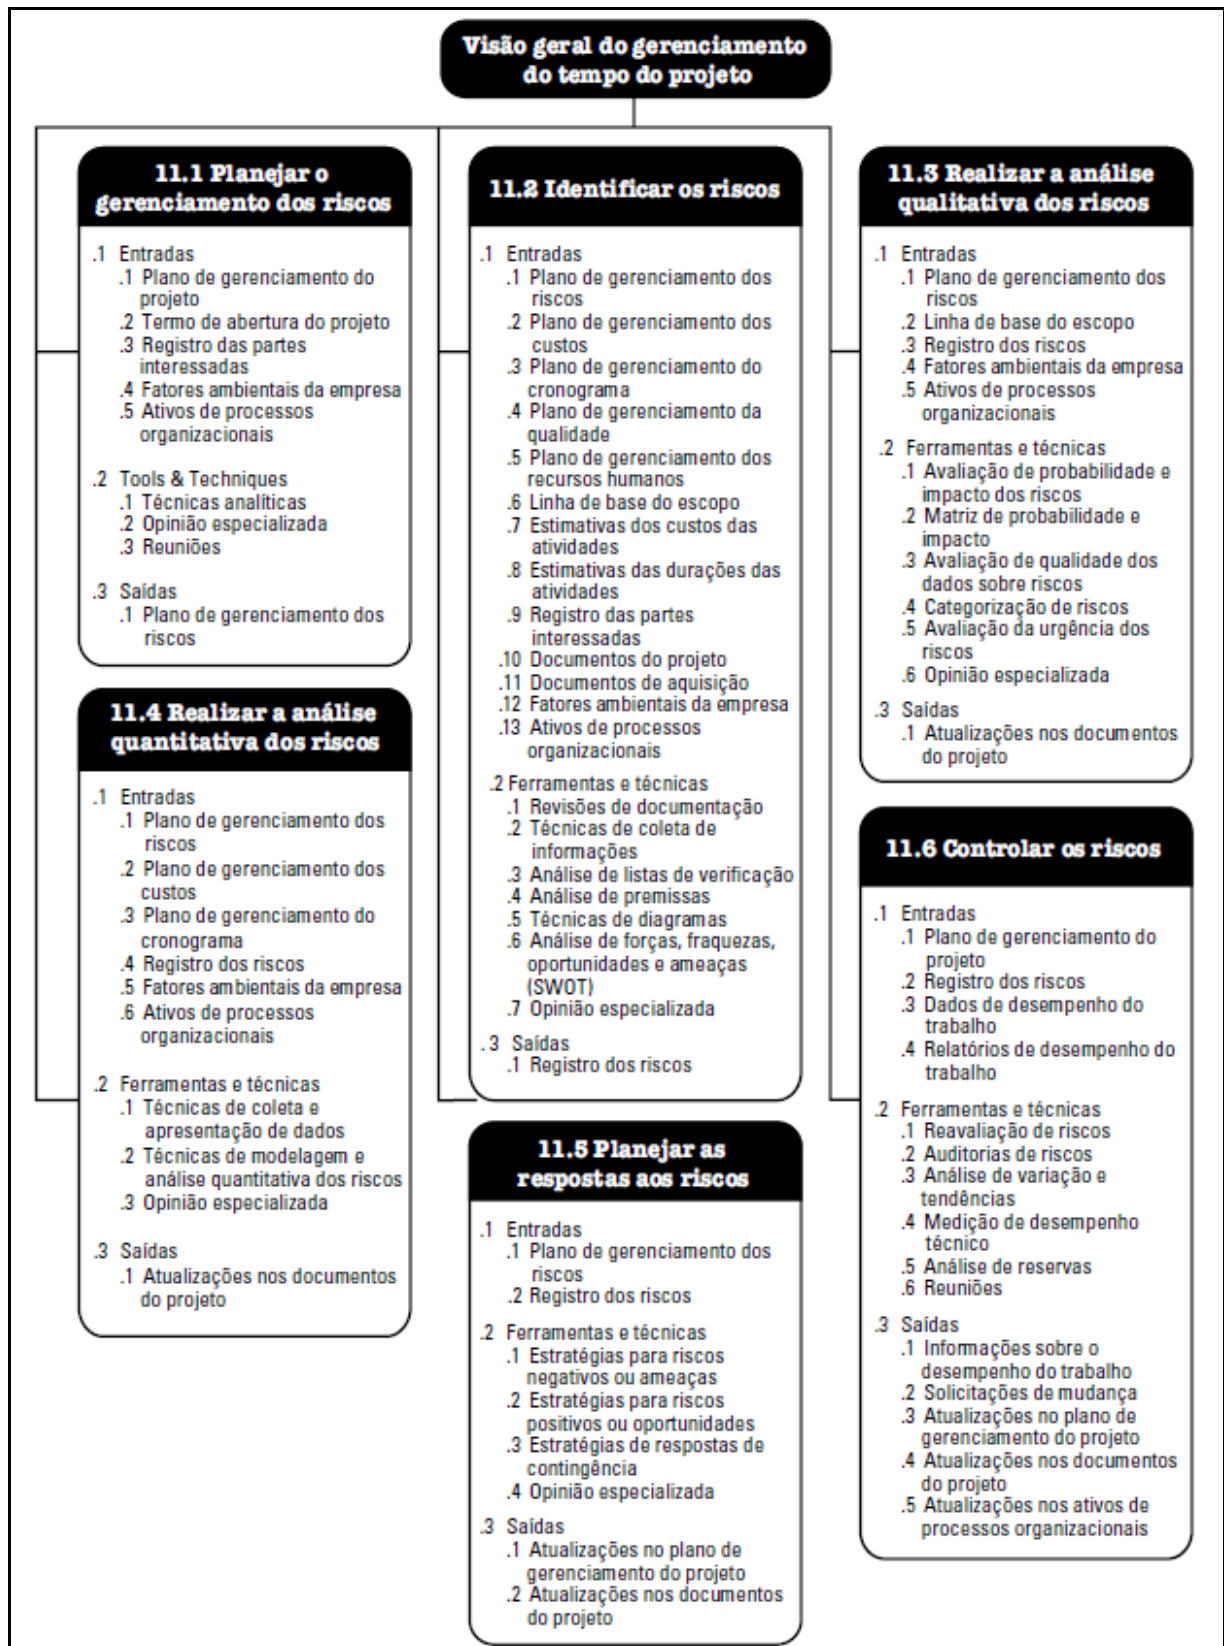 Visão geral do gerenciamento
do tempo do projeto
11.1 Planejar o
gerenciamento dos riscos
.1 Entradas
.1 Plano de gerenciamento do
projeto
.2 Termo de abertura do projeto
.3 Registro das partes
interessadas
.4 Fatores ambientais da empresa
.5 Ativos de processos
organizacionais
.2 Tools & Techniques
.1 Técnicas analíticas
.2 Opinião especializada
.3 Reuniões
.3 Saídas
.1 Plano de gerenciamento dos
riscos
11.2 Identificar os riscos
.1 Entradas
.1 Plano de gerenciamento dos
riscos
.2 Plano de gerenciamento dos
custos
.3 Plano de gerenciamento do
cronograma
.4 Plano de gerenciamento da
qualidade
.5 Plano de gerenciamento dos
recursos humanos
.6 Linha de base do escopo
.7 Estimativas dos custos das
atividades
.8 Estimativas das durações das
atividades
.9 Registro das partes
interessadas
.10 Documentos do projeto
.11 Documentos de aquisição
.12 Fatores ambientais da empresa
.13 Ativos de processos
organizacionais
.2 Ferramentas e técnicas
.1 Revisões de documentação
.2 Técnicas de coleta de
informações
.3 Análise de listas de verificação
.4 Análise de premissas
.5 Técnicas de diagramas
.6 Análise de forças, fraquezas,
oportunidades e ameaças
(SWOT)
.7 Opinião especializada
.3 Saídas
.1 Registro dos riscos
11.3 Realizar a análise
qualitativa dos riscos
.1 Entradas
.1 Plano de gerenciamento dos
riscos
.2 Linha de base do escopo
.3 Registro dos riscos
.4 Fatores ambientais da empresa
.5 Ativos de processos
organizacionais
.2 Ferramentas e técnicas
.1 Avaliação de probabilidade e
impacto dos riscos
.2 Matriz de probabilidade e
impacto
.3 Avaliação de qualidade dos
dados sobre riscos
.4 Categorização de riscos
.5 Avaliação da urgência dos
riscos
.6 Opinião especializada
.3 Saídas
.1 Atualizações nos documentos
do projeto
11.4 Realizar a análise
quantitativa dos riscos
.1 Entradas
.1 Plano de gerenciamento dos
riscos
.2 Plano de gerenciamento dos
custos
.3 Plano de gerenciamento do
cronograma
.4 Registro dos riscos
.5 Fatores ambientais da empresa
.6 Ativos de processos
organizacionais
.2 Ferramentas e técnicas
.1 Técnicas de coleta e
apresentação de dados
.2 Técnicas de modelagem e
análise quantitativa dos riscos
.3 Opinião especializada
.3 Saídas
.1 Atualizações nos documentos
do projeto
11.5 Planejar as
respostas aos riscos
.1 Entradas
.1 Plano de gerenciamento dos
riscos
.2 Registro dos riscos
.2 Ferramentas e técnicas
.1 Estratégias para riscos
negativos ou ameaças
.2 Estratégias para riscos
positivos ou oportunidades
.3 Estratégias de respostas de
contingência
.4 Opinião especializada
.3 Saídas
.1 Atualizações no plano de
gerenciamento do projeto
.2 Atualizações nos documentos
do projeto
11.6 Controlar os riscos
.1 Entradas
.1 Plano de gerenciamento do
projeto
.2 Registro dos riscos
.3 Dados de desempenho do
trabalho
.4 Relatórios de desempenho do
trabalho
.2 Ferramentas e técnicas
.1 Reavaliação de riscos
.2 Auditorias de riscos
.3 Análise de variação e
tendências
.4 Medição de desempenho
técnico
.5 Análise de reservas
.6 Reuniões
.3 Saídas
.1 Informações sobre o
desempenho do trabalho
.2 Solicitações de mudança
.3 Atualizações no plano de
gerenciamento do projeto
.4 Atualizações nos documentos
do projeto
.5 Atualizações nos ativos de
processos organizacionais